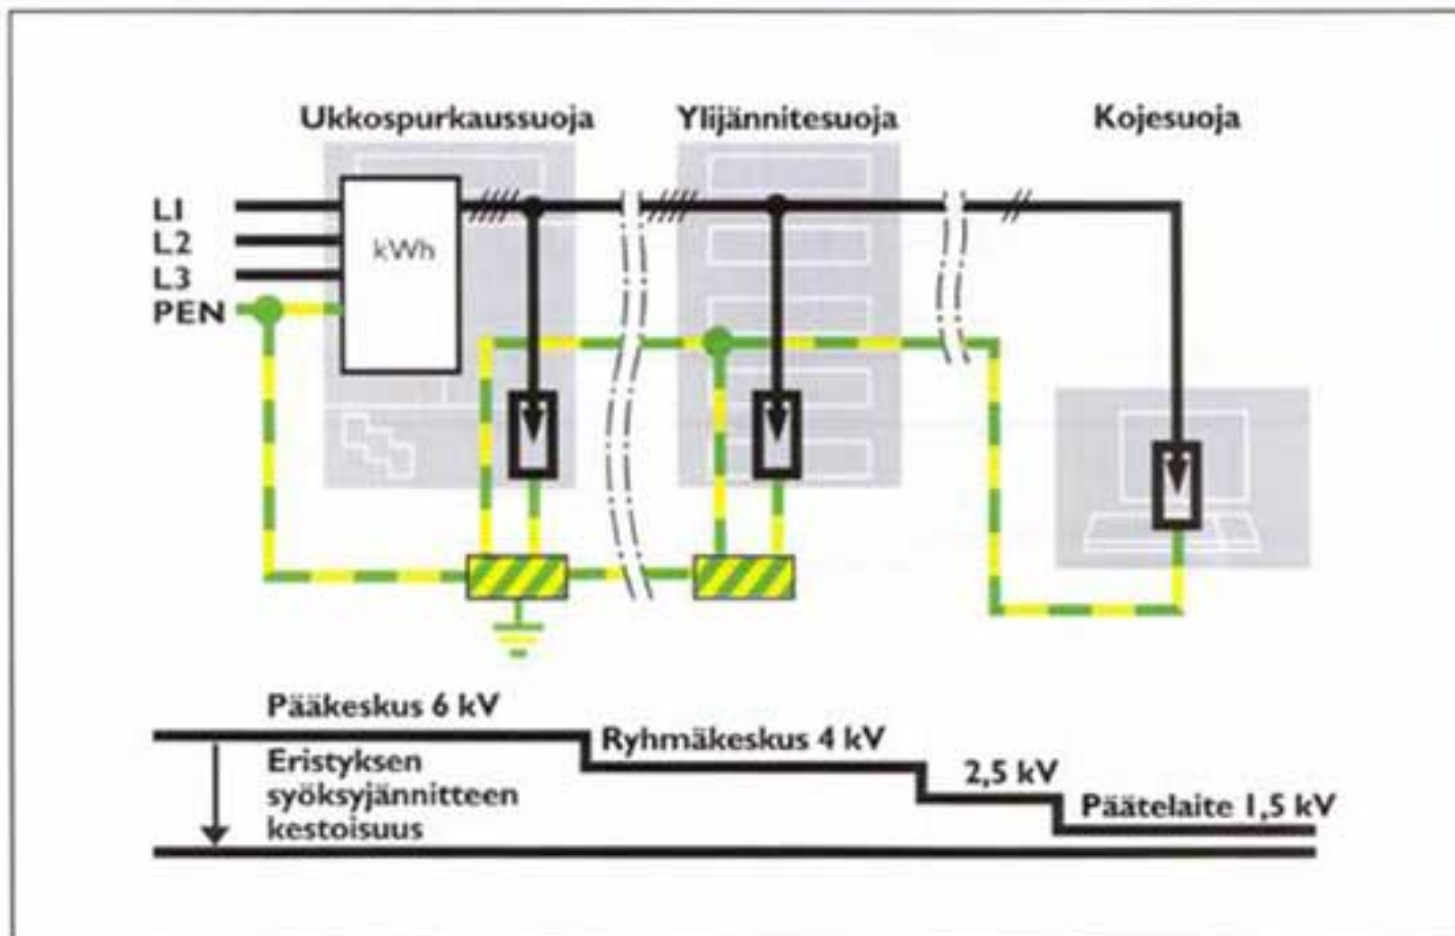 Ukkospurkaussuoja
Ylijännitesuoja
Kojesuoja
L1
L2
L3
PEN
kWh
Pääkeskus 6 kV
Eristyksen
syöksyjännitteen
kestoisuus
Ryhmäkeskus 4 kV
2,5 kV
Päätelaite 1,5 kV